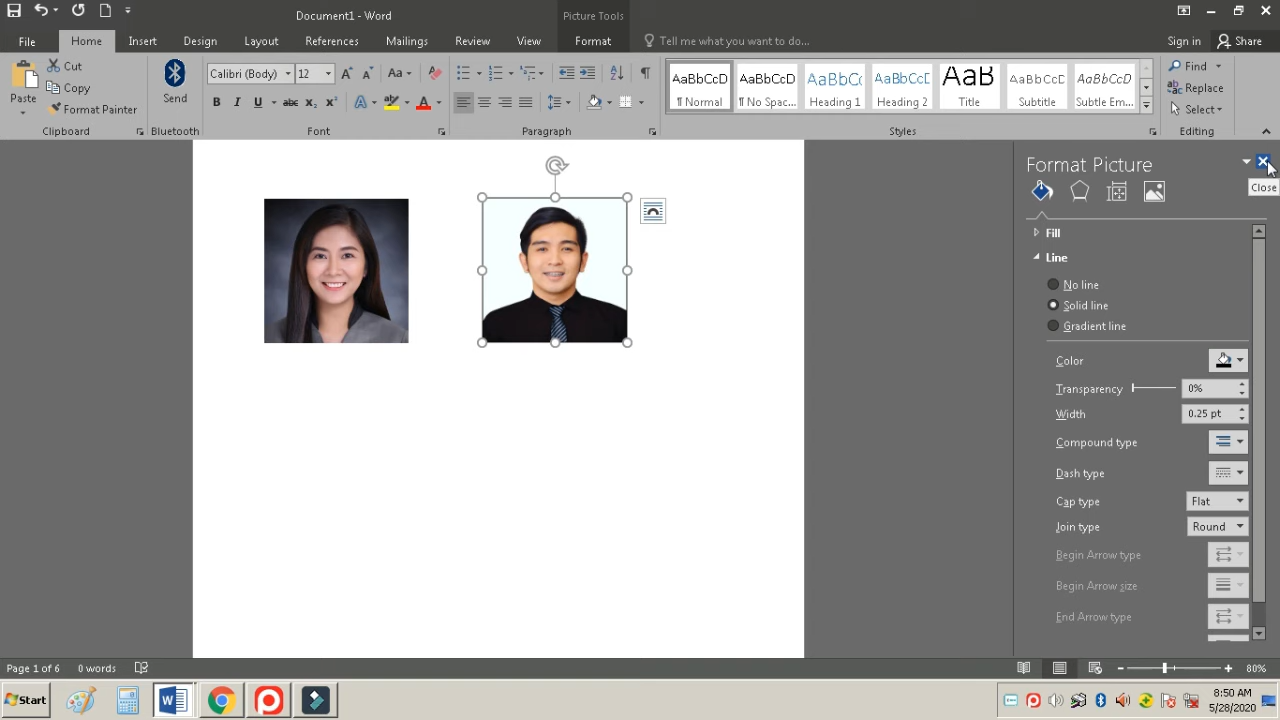 Document1 - Word
Picture Tools
File
Home
Insert
Design
Layout
References
Mailings
Review
View
Format
Tell me what you want to do...
Sign in
Share
Paste
Cut
Copy
Format Painter
Clipboard
Send
Bluetooth
Calibri (Body)
12
Font
Paragraph
AaBbCcD
¶ Normal
AaBbCcD
¶ No Spac...
AaBbCc
Heading 1
AaBbCcE
Heading 2
AaB
Title
AaBbCcD
Subtitle
AaBbCcD
Subtle Em...
Styles
Find
Replace
Select
Editing
Format Picture
Close
Fill
Line
No line
Solid line
Gradient line
Color
Transparency
0%
Width
0.25 pt
Compound type
Dash type
Cap type
Flat
Join type
Round
Begin Arrow type
Begin Arrow size
End Arrow type
Page 1 of 6
0 words
80%
Start
8:50 AM
5/28/2020